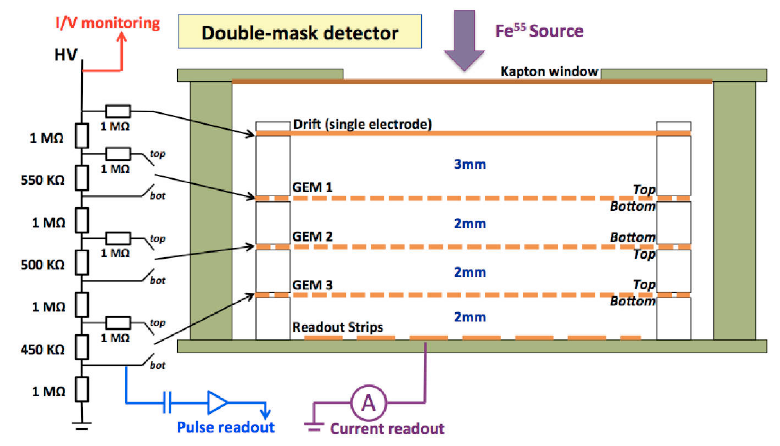 I/V monitoring
Double-mask detector
Fe55 Source
HV
Kapton window
1 MΩ
Drift (single electrode)
1 MΩ
top
1 MΩ
3mm
550 KΩ
bot
GEM 1
Top
Bottom
1 MΩ
2mm
top
1 MΩ
GEM 2
Bottom
Top
500 KΩ
bot
2mm
GEM 3
Top
Bottom
1 MΩ
top
1 MΩ
2mm
Readout Strips
450 KΩ
bot
1 MΩ
A
Pulse readout
Current readout